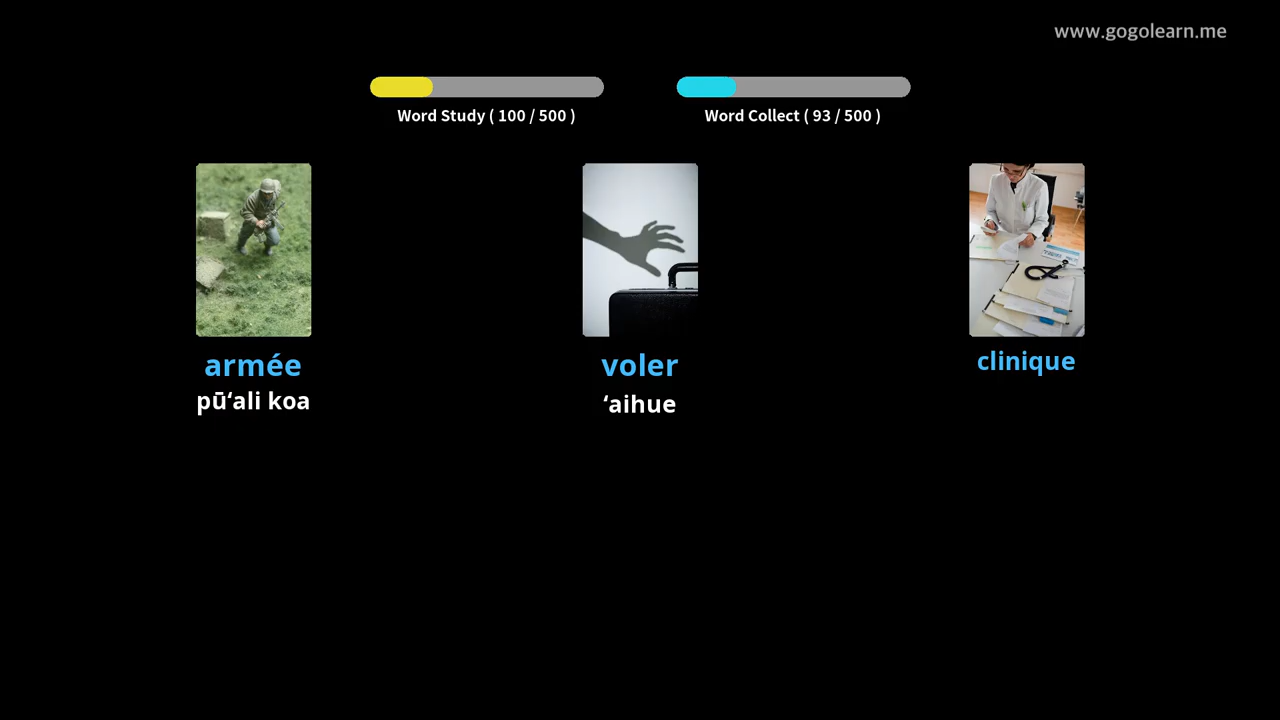 www.gogolearn.me
Word Study ( 100 / 500 )
Word Collect ( 93 / 500 )
armée
pūʻali koa
voler
ʻaihue
clinique